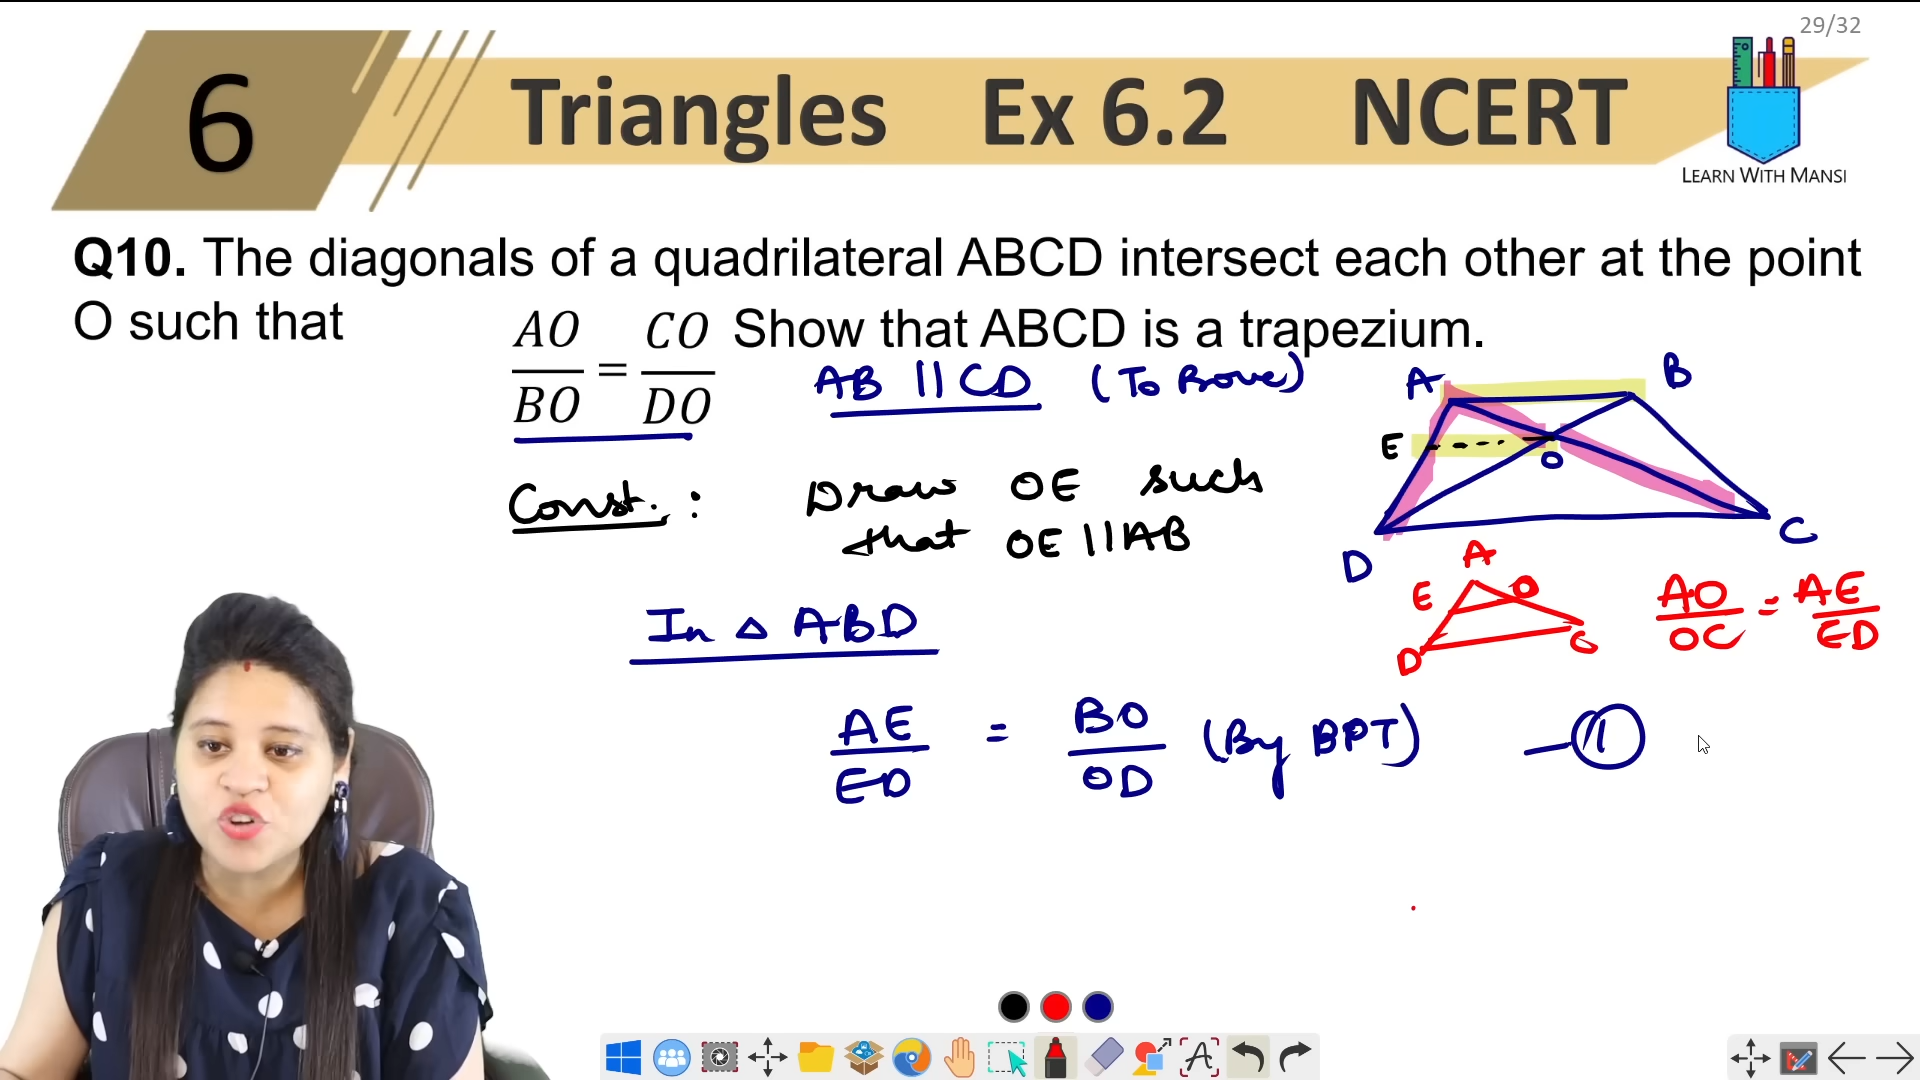 29/32
6 Triangles Ex 6.2 NCERT
LEARN WITH MANSI
Q10. The diagonals of a quadrilateral ABCD intersect each other at the point
O such that AO/BO = CO/DO Show that ABCD is a trapezium.
AB || CD (To Prove)
A B
E O
D C
Const. : Draw OE such
that OE || AB
In △ ABD
A
E O
D C
AO/OC = AE/ED
AE/ED = BO/OD (By BPT) —①